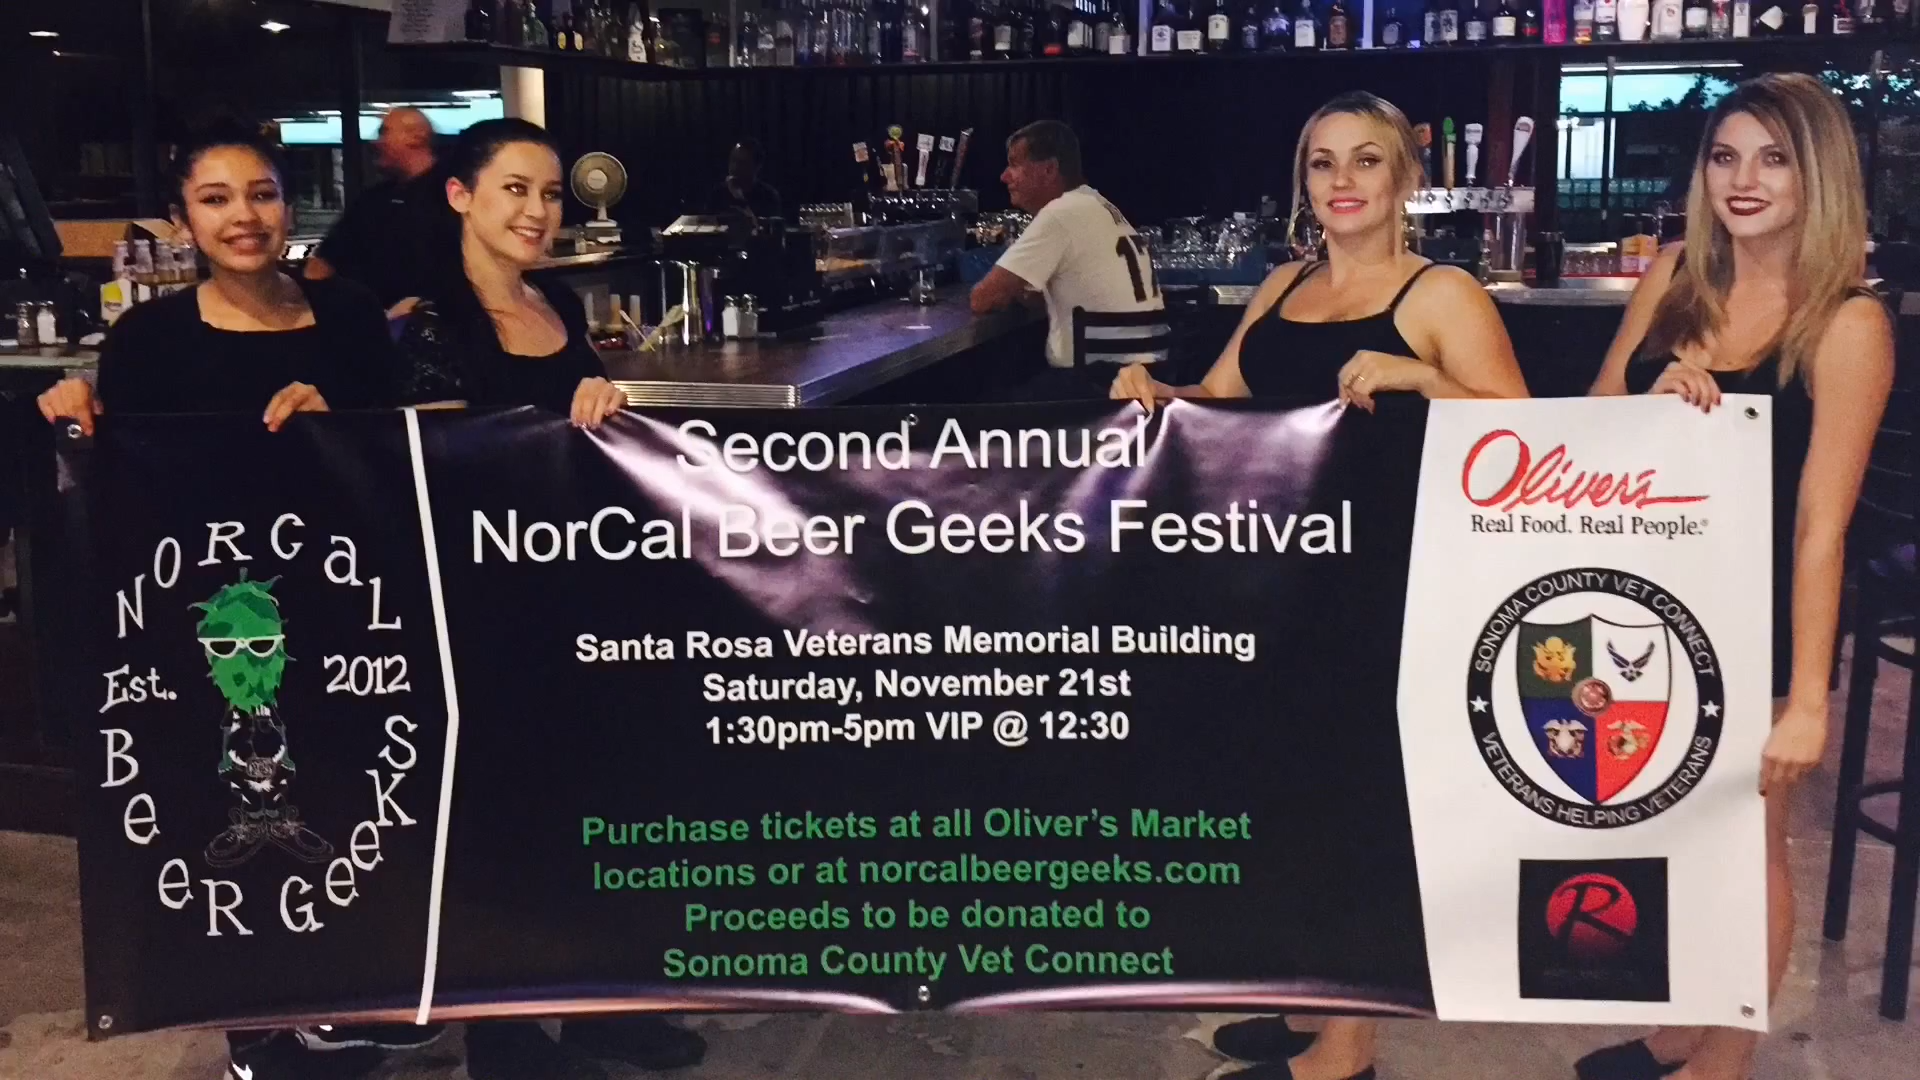 NoRCaL
Est. 2012
BeeR GeeKS
Second Annual
NorCal Beer Geeks Festival
Santa Rosa Veterans Memorial Building
Saturday, November 21st
1:30pm-5pm VIP @ 12:30
Purchase tickets at all Oliver's Market
locations or at norcalbeergeeks.com
Proceeds to be donated to
Sonoma County Vet Connect
Oliver's
Real Food. Real People.®
SONOMA COUNTY VET CONNECT
VETERANS HELPING VETERANS
R
17